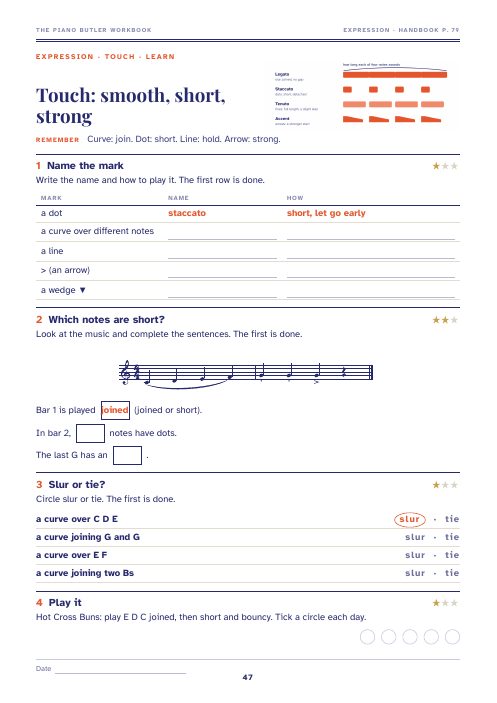 THE PIANO BUTLER WORKBOOK
EXPRESSION · HANDBOOK P. 79
EXPRESSION · TOUCH · LEARN
Touch: smooth, short,
strong
how long each of four notes sounds
Legato
Staccato
Tenuto
Accent
REMEMBER Curve: join. Dot: short. Line: hold. Arrow: strong.
1 Name the mark
Write the name and how to play it. The first row is done.
MARK NAME HOW
a dot staccato short, let go early
a curve over different notes
a line
> (an arrow)
a wedge ▼
2 Which notes are short?
Look at the music and complete the sentences. The first is done.
Bar 1 is played joined (joined or short).
In bar 2, notes have dots.
The last G has an .
3 Slur or tie?
Circle slur or tie. The first is done.
a curve over C D E slur · tie
a curve joining G and G slur · tie
a curve over E F slur · tie
a curve joining two Bs slur · tie
4 Play it
Hot Cross Buns: play E D C joined, then short and bouncy. Tick a circle each day.
Date
47